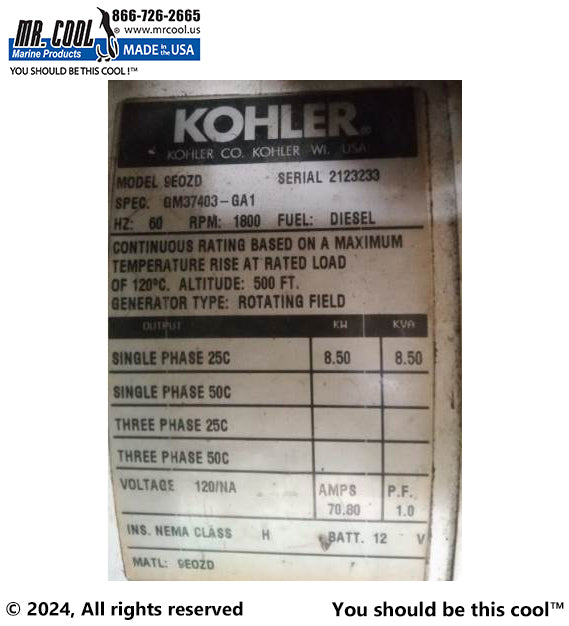 MR. COOL
Marine Products
866-726-2665
www.mrcool.us
MADE in the USA
YOU SHOULD BE THIS COOL !™
KOHLER®
KOHLER CO. KOHLER WI. USA
MODEL 9EOZD SERIAL 2123233
SPEC. GM37403-GA1
HZ: 60 RPM: 1800 FUEL: DIESEL
CONTINUOUS RATING BASED ON A MAXIMUM
TEMPERATURE RISE AT RATED LOAD
OF 120ºC. ALTITUDE: 500 FT.
GENERATOR TYPE: ROTATING FIELD
OUTPUT KW KVA
SINGLE PHASE 25C 8.50 8.50
SINGLE PHASE 50C
THREE PHASE 25C
THREE PHASE 50C
VOLTAGE 120/NA AMPS P.F.
70.80 1.0
INS. NEMA CLASS H BATT. 12 V
MATL: 9EOZD
© 2024, All rights reserved You should be this cool™